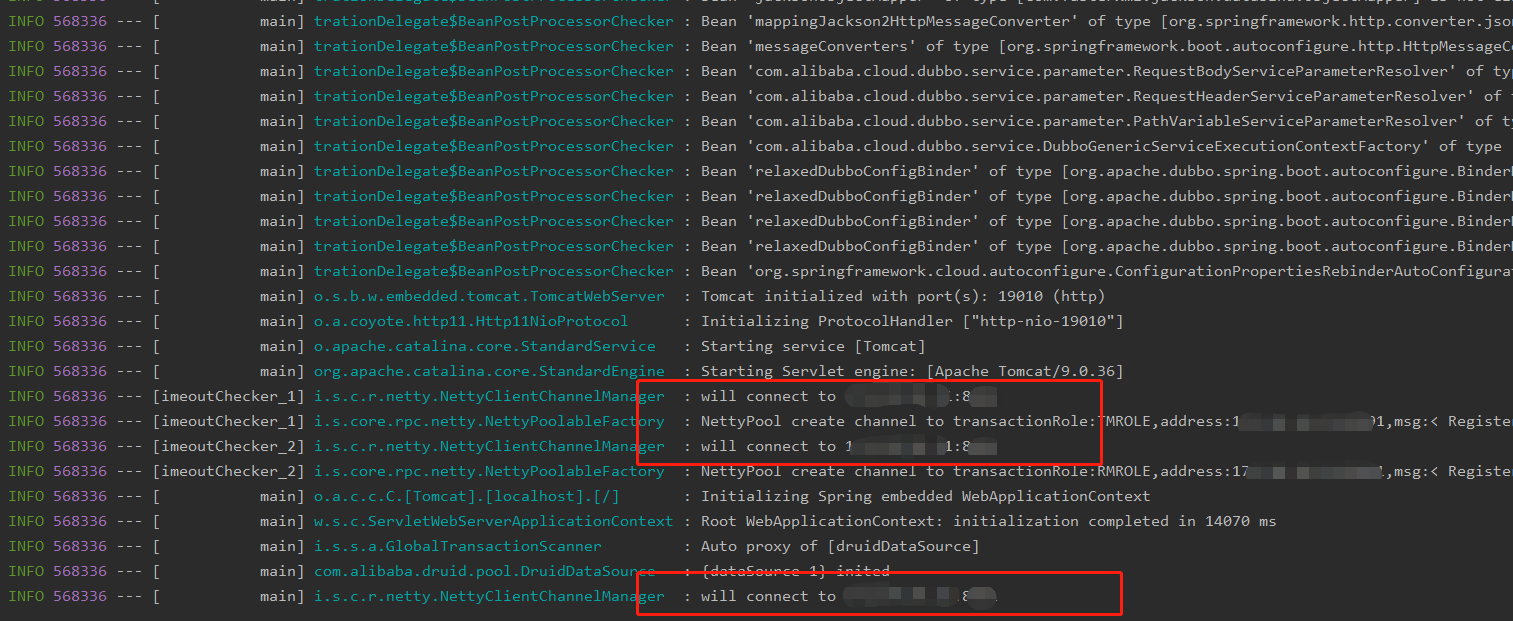 INFO 568336 --- [ main] trationDelegate$BeanPostProcessorChecker : Bean
INFO 568336 --- [ main] trationDelegate$BeanPostProcessorChecker : Bean 'mappingJackson2HttpMessageConverter' of type [org.springframework.http.converter.jso
INFO 568336 --- [ main] trationDelegate$BeanPostProcessorChecker : Bean 'messageConverters' of type [org.springframework.boot.autoconfigure.http.HttpMessageC
INFO 568336 --- [ main] trationDelegate$BeanPostProcessorChecker : Bean 'com.alibaba.cloud.dubbo.service.parameter.RequestBodyServiceParameterResolver' of ty
INFO 568336 --- [ main] trationDelegate$BeanPostProcessorChecker : Bean 'com.alibaba.cloud.dubbo.service.parameter.RequestHeaderServiceParameterResolver' of
INFO 568336 --- [ main] trationDelegate$BeanPostProcessorChecker : Bean 'com.alibaba.cloud.dubbo.service.parameter.PathVariableServiceParameterResolver' of ty
INFO 568336 --- [ main] trationDelegate$BeanPostProcessorChecker : Bean 'com.alibaba.cloud.dubbo.service.DubboGenericServiceExecutionContextFactory' of type
INFO 568336 --- [ main] trationDelegate$BeanPostProcessorChecker : Bean 'relaxedDubboConfigBinder' of type [org.apache.dubbo.spring.boot.autoconfigure.Binder
INFO 568336 --- [ main] trationDelegate$BeanPostProcessorChecker : Bean 'relaxedDubboConfigBinder' of type [org.apache.dubbo.spring.boot.autoconfigure.Binder
INFO 568336 --- [ main] trationDelegate$BeanPostProcessorChecker : Bean 'relaxedDubboConfigBinder' of type [org.apache.dubbo.spring.boot.autoconfigure.Binder
INFO 568336 --- [ main] trationDelegate$BeanPostProcessorChecker : Bean 'relaxedDubboConfigBinder' of type [org.apache.dubbo.spring.boot.autoconfigure.Binder
INFO 568336 --- [ main] trationDelegate$BeanPostProcessorChecker : Bean 'org.springframework.cloud.autoconfigure.ConfigurationPropertiesRebinderAutoConfigurat
INFO 568336 --- [ main] o.s.b.w.embedded.tomcat.TomcatWebServer : Tomcat initialized with port(s): 19010 (http)
INFO 568336 --- [ main] o.a.coyote.http11.Http11NioProtocol : Initializing ProtocolHandler ["http-nio-19010"]
INFO 568336 --- [ main] o.apache.catalina.core.StandardService : Starting service [Tomcat]
INFO 568336 --- [ main] org.apache.catalina.core.StandardEngine : Starting Servlet engine: [Apache Tomcat/9.0.36]
INFO 568336 --- [imeoutChecker_1] i.s.c.r.netty.NettyClientChannelManager : will connect to :8
INFO 568336 --- [imeoutChecker_1] i.s.core.rpc.netty.NettyPoolableFactory : NettyPool create channel to transactionRole:TMROLE,address:1 1,msg:< Register
INFO 568336 --- [imeoutChecker_2] i.s.c.r.netty.NettyClientChannelManager : will connect to 1 1:8
INFO 568336 --- [imeoutChecker_2] i.s.core.rpc.netty.NettyPoolableFactory : NettyPool create channel to transactionRole:RMROLE,address:17 ,msg:< Register
INFO 568336 --- [ main] o.a.c.c.C.[Tomcat].[localhost].[/] : Initializing Spring embedded WebApplicationContext
INFO 568336 --- [ main] w.s.c.ServletWebServerApplicationContext : Root WebApplicationContext: initialization completed in 14070 ms
INFO 568336 --- [ main] i.s.s.a.GlobalTransactionScanner : Auto proxy of [druidDataSource]
INFO 568336 --- [ main] com.alibaba.druid.pool.DruidDataSource : {dataSource-1} inited
INFO 568336 --- [ main] i.s.c.r.netty.NettyClientChannelManager : will connect to :8